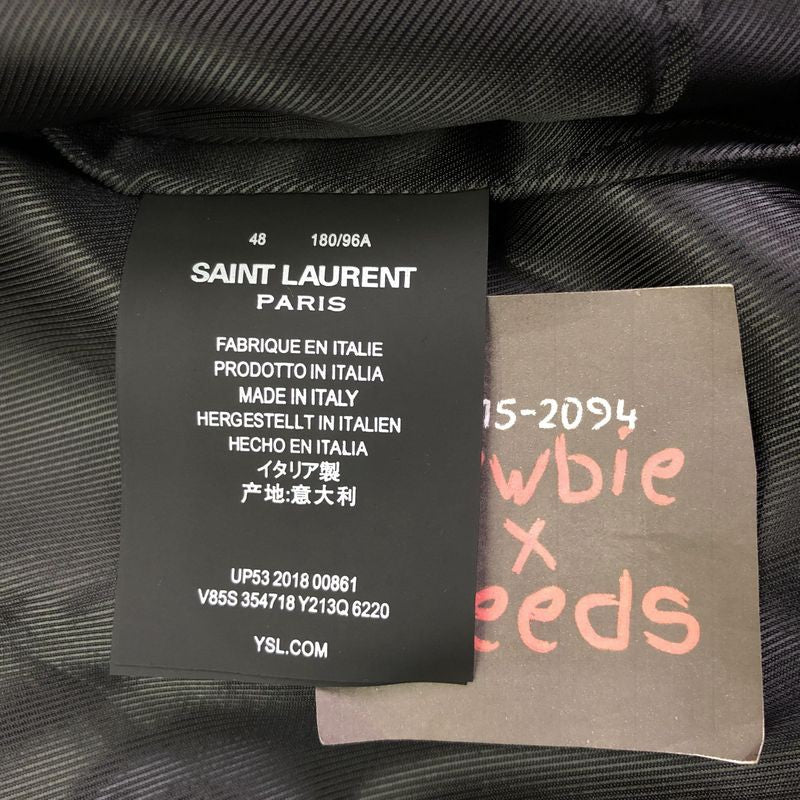 48 180/96A
SAINT LAURENT
PARIS
FABRIQUE EN ITALIE
PRODOTTO IN ITALIA
MADE IN ITALY
HERGESTELLT IN ITALIEN
HECHO EN ITALIA
イタリア製
产地:意大利
UP53 2018 00861
V85S 354718 Y213Q 6220
YSL.COM
15-2094
wbie
x
eeds